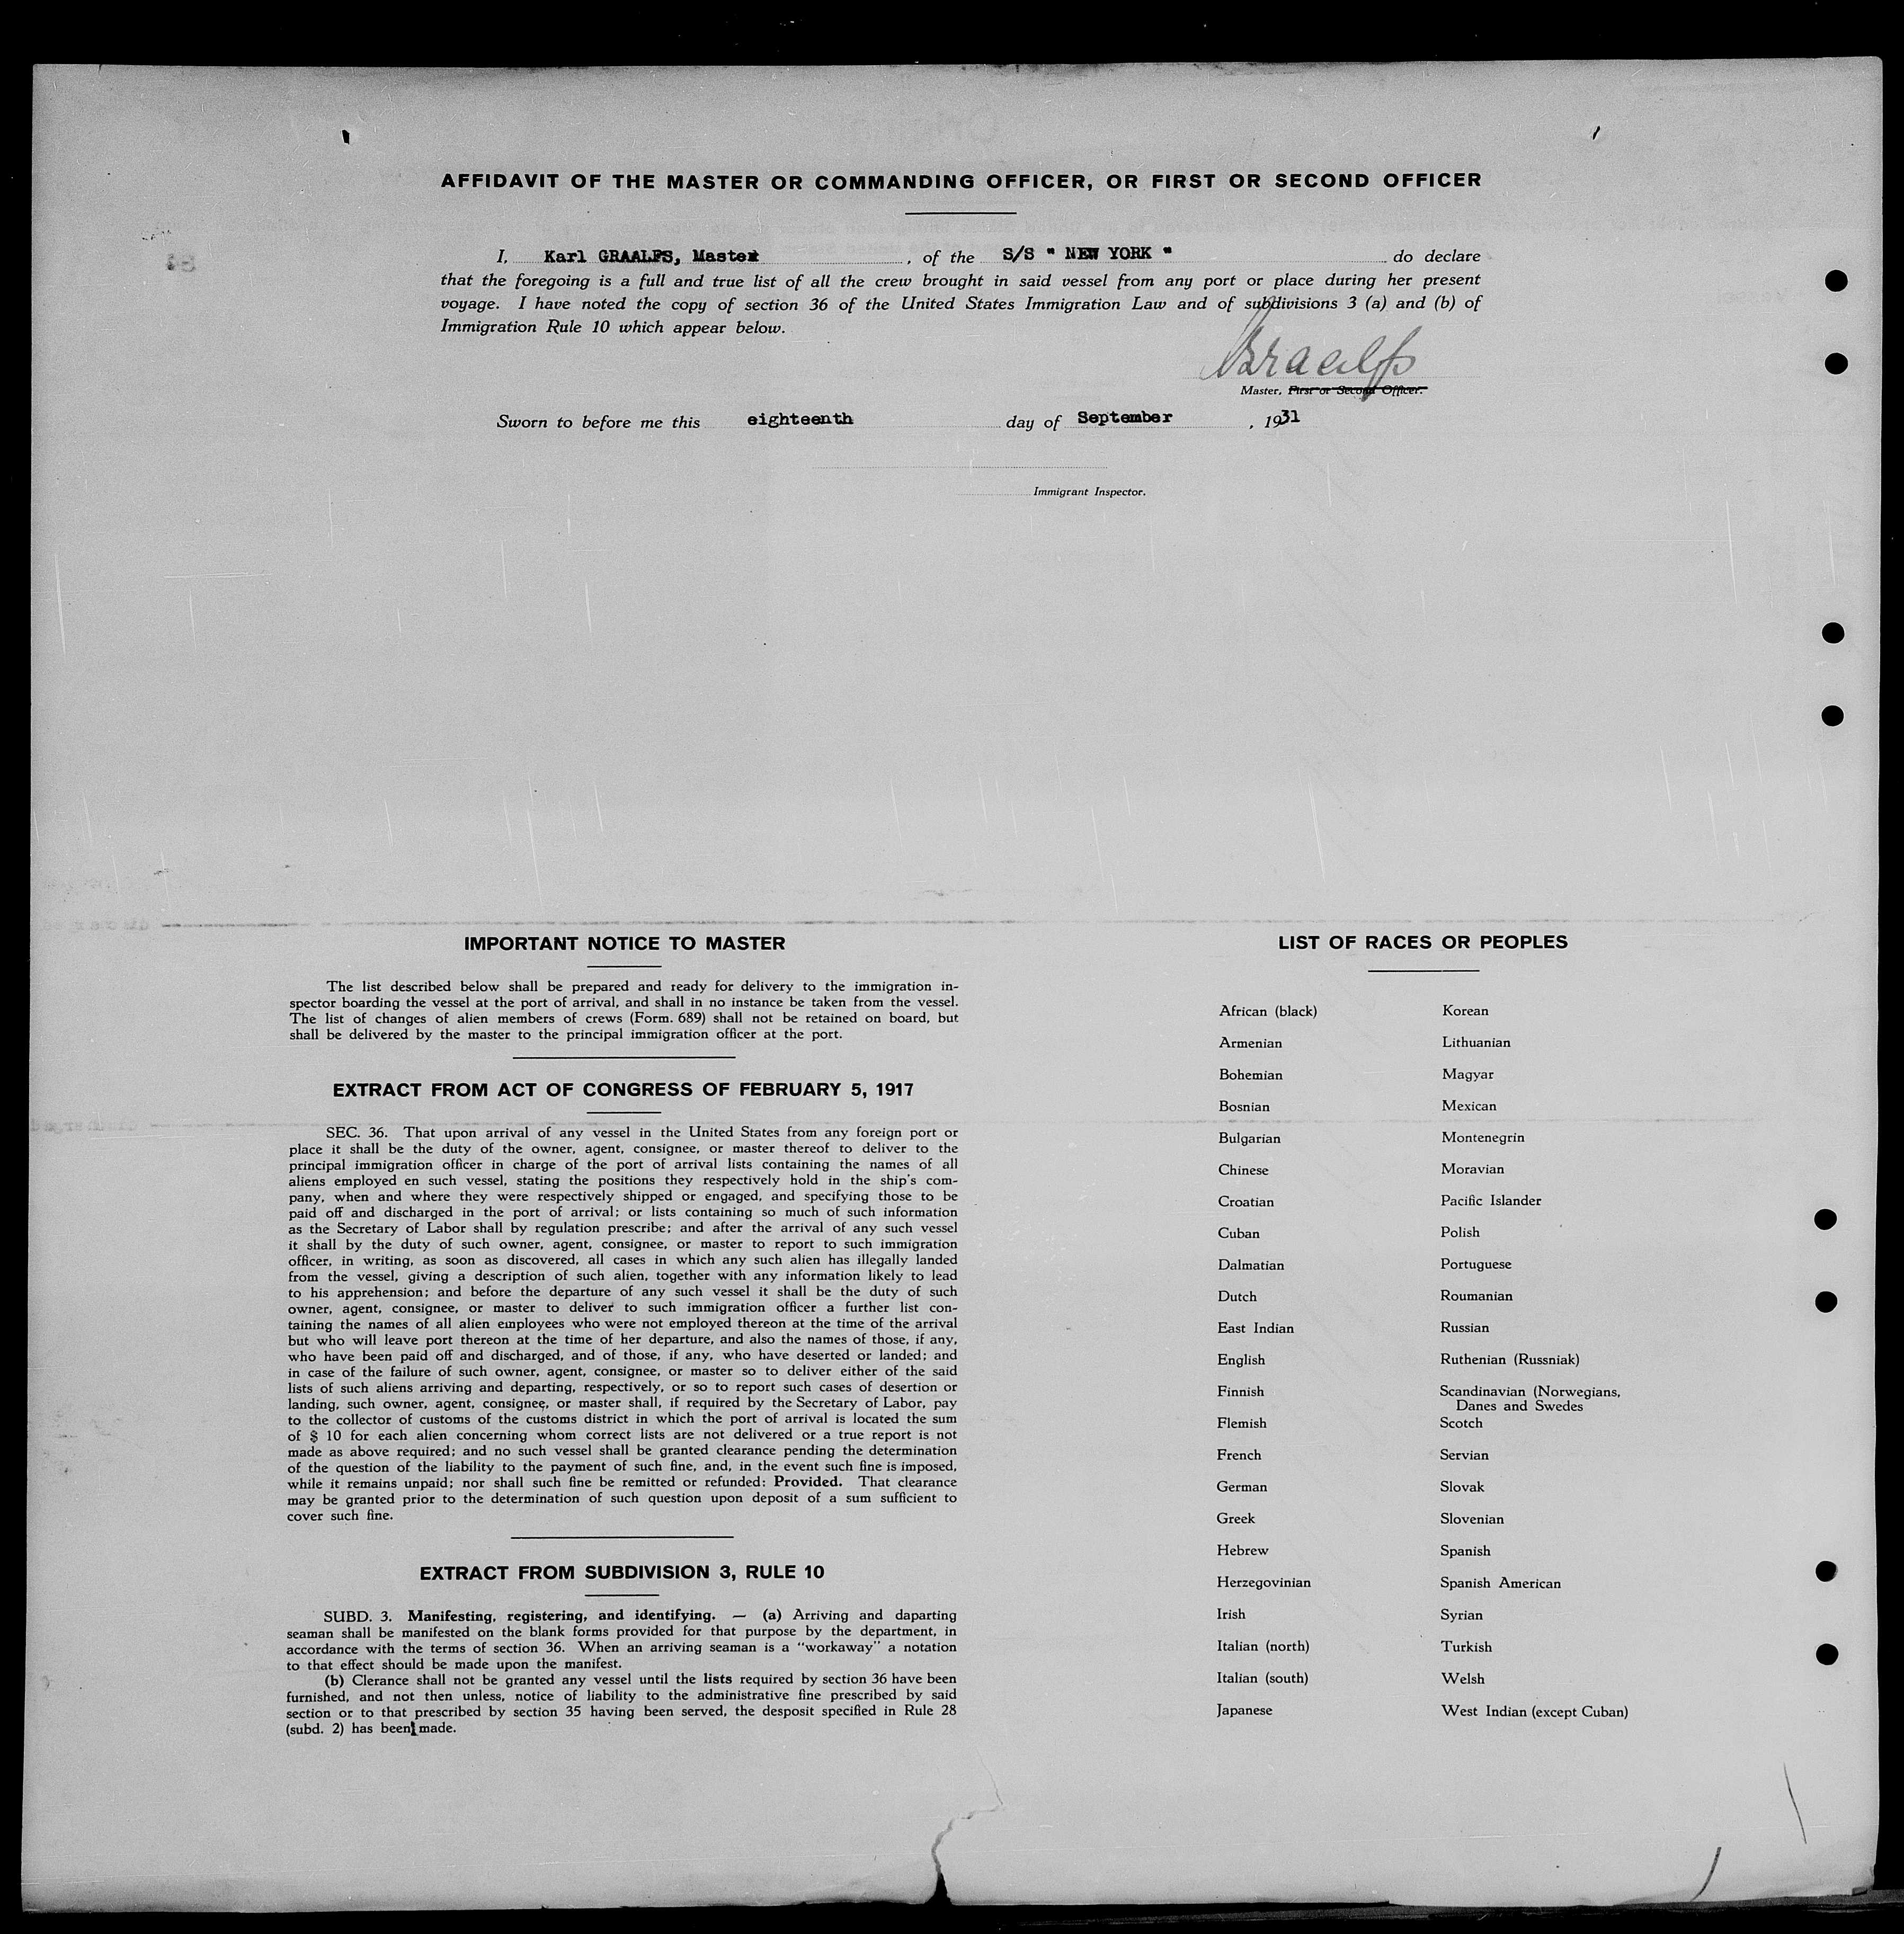 AFFIDAVIT OF THE MASTER OR COMMANDING OFFICER, OR FIRST OR SECOND OFFICER
I, Karl GRAALFS, Master, of the S/S " NEW YORK " do declare
that the foregoing is a full and true list of all the crew brought in said vessel from any port or place during her present
voyage. I have noted the copy of section 36 of the United States Immigration Law and of subdivisions 3 (a) and (b) of
Immigration Rule 10 which appear below.
Graalfs
Master, First or Second Officer.
Sworn to before me this eighteenth day of September, 1931
Immigrant Inspector.
IMPORTANT NOTICE TO MASTER
The list described below shall be prepared and ready for delivery to the immigration in-
spector boarding the vessel at the port of arrival, and shall in no instance be taken from the vessel.
The list of changes of alien members of crews (Form. 689) shall not be retained on board, but
shall be delivered by the master to the principal immigration officer at the port.
EXTRACT FROM ACT OF CONGRESS OF FEBRUARY 5, 1917
SEC. 36. That upon arrival of any vessel in the United States from any foreign port or
place it shall be the duty of the owner, agent, consignee, or master thereof to deliver to the
principal immigration officer in charge of the port of arrival lists containing the names of all
aliens employed en such vessel, stating the positions they respectively hold in the ship's com-
pany, when and where they were respectively shipped or engaged, and specifying those to be
paid off and discharged in the port of arrival; or lists containing so much of such information
as the Secretary of Labor shall by regulation prescribe; and after the arrival of any such vessel
it shall by the duty of such owner, agent, consignee, or master to report to such immigration
officer, in writing, as soon as discovered, all cases in which any such alien has illegally landed
from the vessel, giving a description of such alien, together with any information likely to lead
to his apprehension; and before the departure of any such vessel it shall be the duty of such
owner, agent, consignee, or master to deliver to such immigration officer a further list con-
taining the names of all alien employees who were not employed thereon at the time of the arrival
but who will leave port thereon at the time of her departure, and also the names of those, if any,
who have been paid off and discharged, and of those, if any, who have deserted or landed; and
in case of the failure of such owner, agent, consignee, or master so to deliver either of the said
lists of such aliens arriving and departing, respectively, or so to report such cases of desertion or
landing, such owner, agent, consignee, or master shall, if required by the Secretary of Labor, pay
to the collector of customs of the customs district in which the port of arrival is located the sum
of $ 10 for each alien concerning whom correct lists are not delivered or a true report is not
made as above required; and no such vessel shall be granted clearance pending the determination
of the question of the liability to the payment of such fine, and, in the event such fine is imposed,
while it remains unpaid; nor shall such fine be remitted or refunded: Provided. That clearance
may be granted prior to the determination of such question upon deposit of a sum sufficient to
cover such fine.
EXTRACT FROM SUBDIVISION 3, RULE 10
SUBD. 3. Manifesting, registering, and identifying. — (a) Arriving and daparting
seaman shall be manifested on the blank forms provided for that purpose by the department, in
accordance with the terms of section 36. When an arriving seaman is a "workaway" a notation
to that effect should be made upon the manifest.
(b) Clerance shall not be granted any vessel until the lists required by section 36 have been
furnished, and not then unless, notice of liability to the administrative fine prescribed by said
section or to that prescribed by section 35 having been served, the desposit specified in Rule 28
(subd. 2) has been made.
LIST OF RACES OR PEOPLES
African (black)
Armenian
Bohemian
Bosnian
Bulgarian
Chinese
Croatian
Cuban
Dalmatian
Dutch
East Indian
English
Finnish
Flemish
French
German
Greek
Hebrew
Herzegovinian
Irish
Italian (north)
Italian (south)
Japanese
Korean
Lithuanian
Magyar
Mexican
Montenegrin
Moravian
Pacific Islander
Polish
Portuguese
Roumanian
Russian
Ruthenian (Russniak)
Scandinavian (Norwegians,
Danes and Swedes
Scotch
Servian
Slovak
Slovenian
Spanish
Spanish American
Syrian
Turkish
Welsh
West Indian (except Cuban)